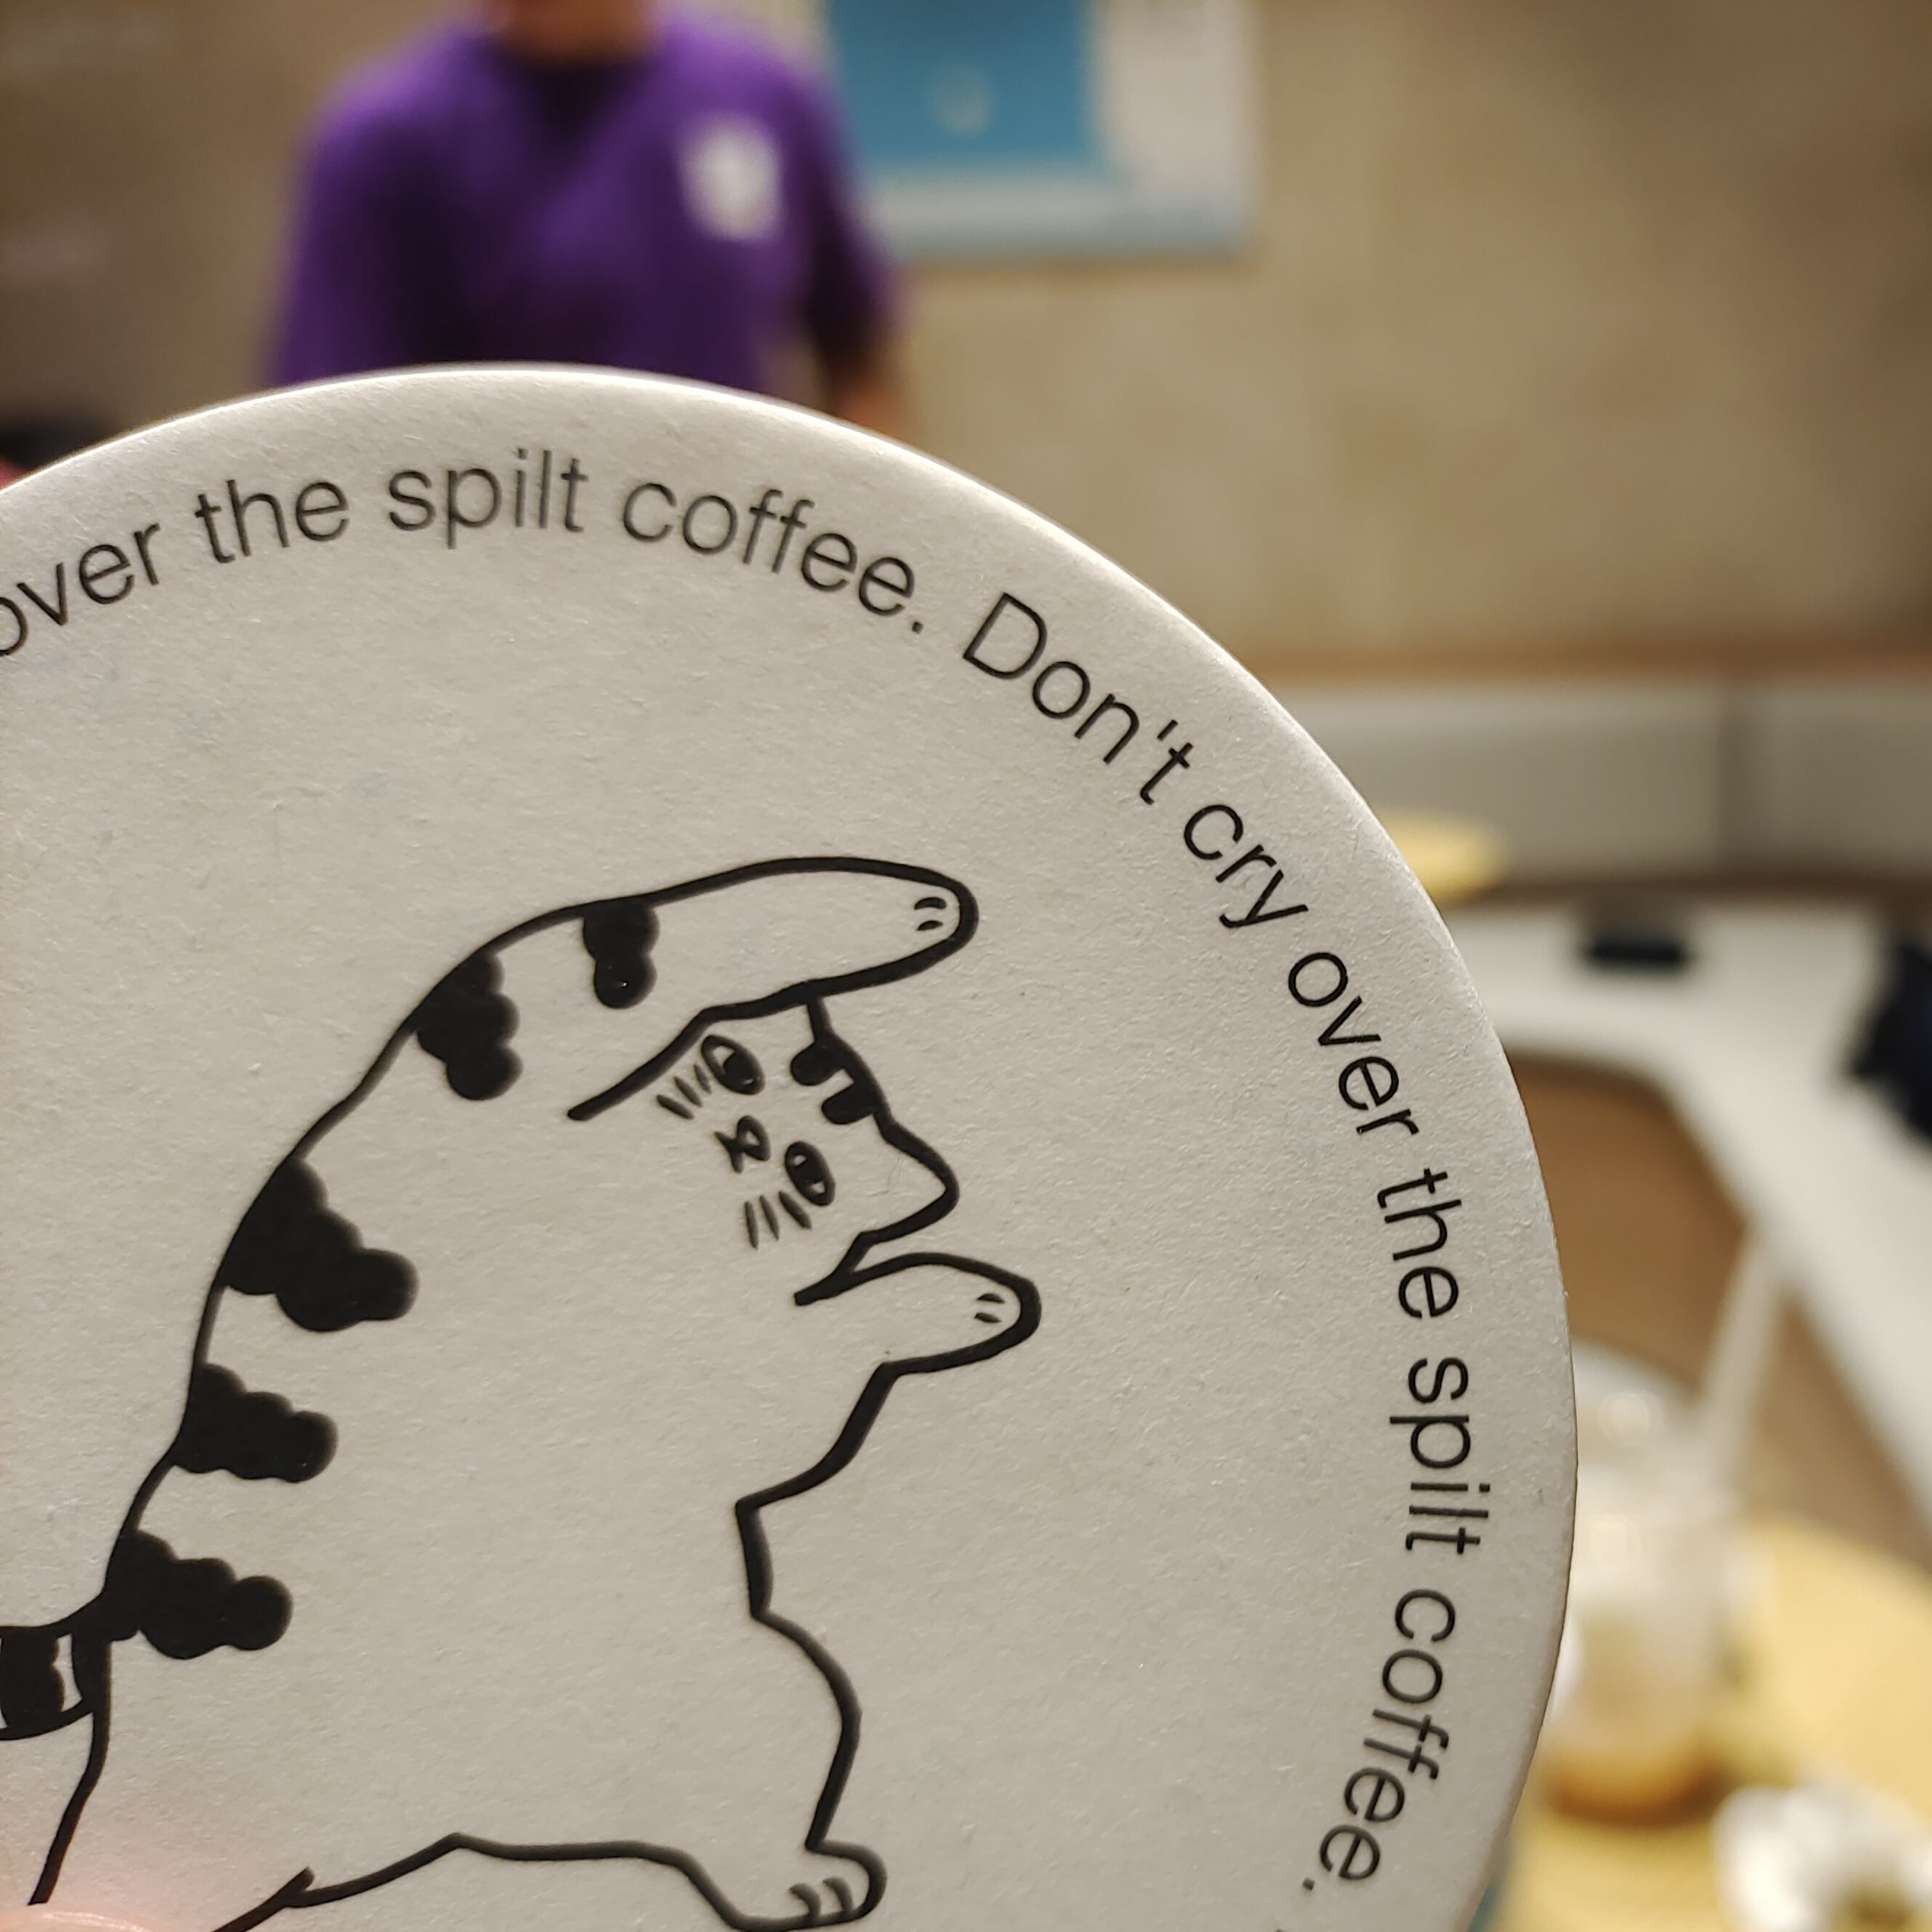 over the spilt coffee. Don't cry over the spilt coffee.